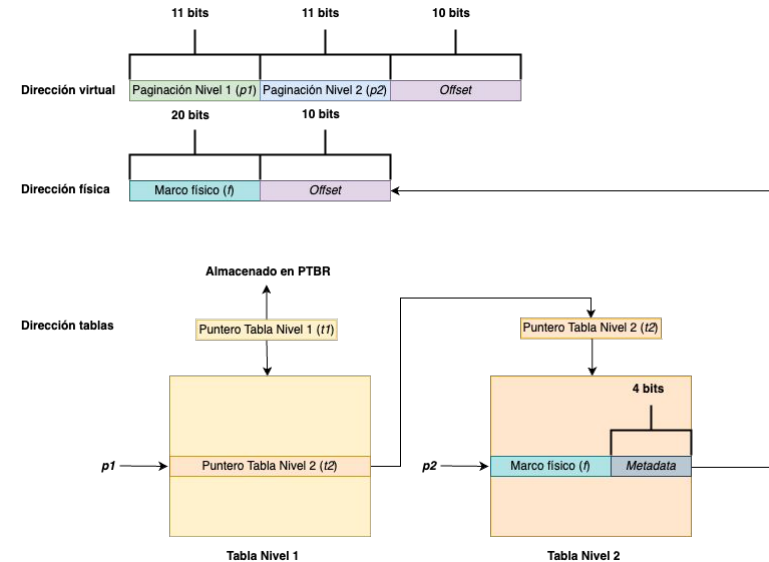 11 bits
11 bits
10 bits
Dirección virtual
Paginación Nivel 1 (p1)
Paginación Nivel 2 (p2)
Offset
20 bits
10 bits
Dirección física
Marco físico (f)
Offset
Almacenado en PTBR
Dirección tablas
Puntero Tabla Nivel 1 (t1)
Puntero Tabla Nivel 2 (t2)
4 bits
p1
Puntero Tabla Nivel 2 (t2)
p2
Marco físico (f)
Metadata
Tabla Nivel 1
Tabla Nivel 2